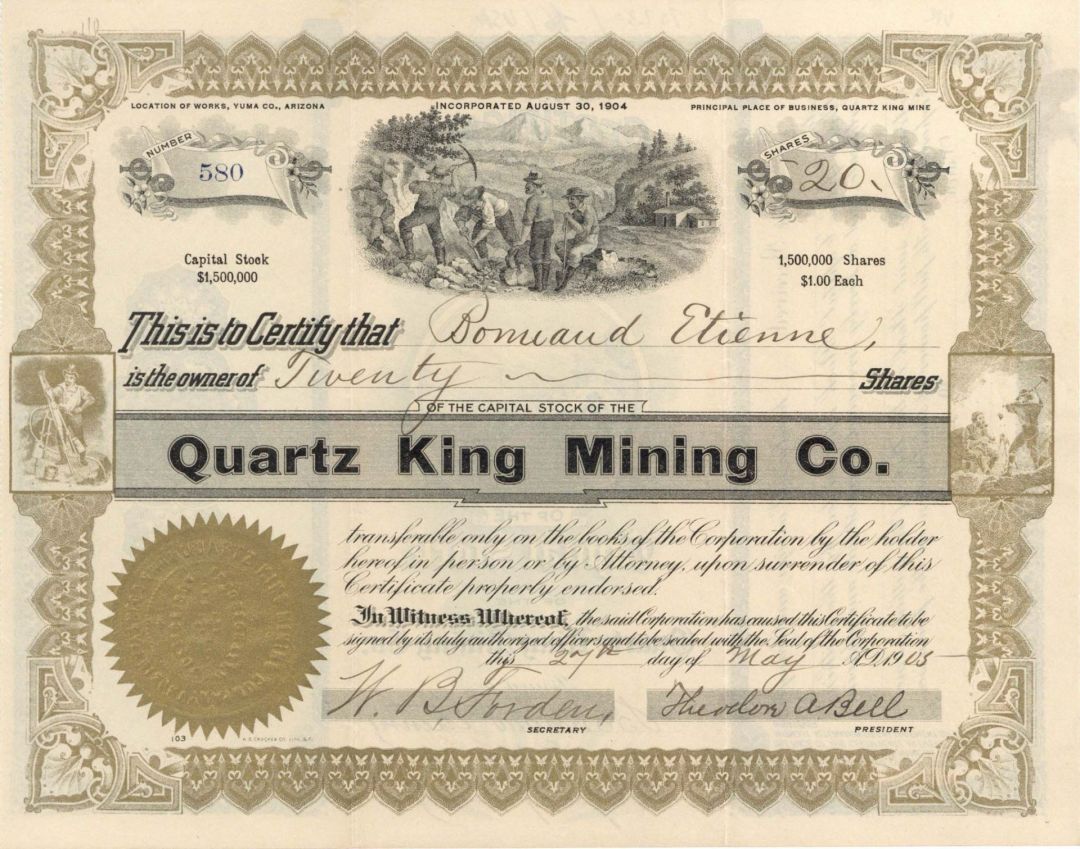 LOCATION OF WORKS, YUMA CO., ARIZONA
INCORPORATED AUGUST 30, 1904
PRINCIPAL PLACE OF BUSINESS, QUARTZ KING MINE
NUMBER
580
SHARES
20.
Capital Stock
$1,500,000
1,500,000 Shares
$1.00 Each
This is to Certify that Etienne,
is the owner of Twenty Shares
OF THE CAPITAL STOCK OF THE
Quartz King Mining Co.
transferable only on the books of the Corporation by the holder
hereof in person or by Attorney, upon surrender of this
Certificate properly endorsed.
In Witness Whereof, the said Corporation has caused this Certificate to be
signed by its duly authorized officers and to be sealed with the Seal of the Corporation
this 27th day of May A.D. 1905
W. B. Forden, Theodore A Bell
SECRETARY PRESIDENT
103